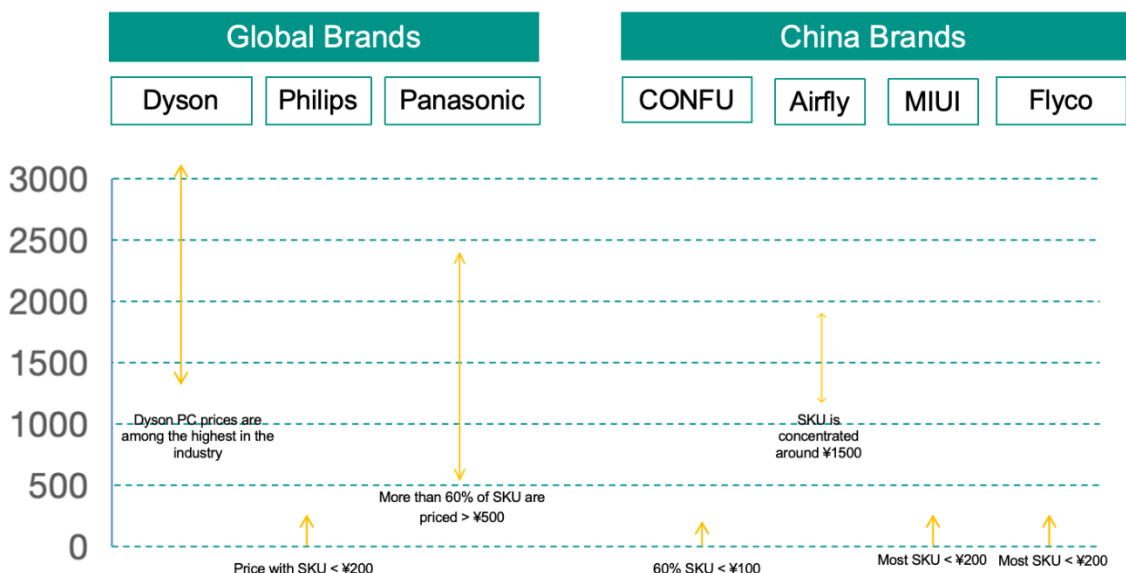 Global Brands
China Brands
Dyson
Philips
Panasonic
CONFU
Airfly
MIUI
Flyco
3000
2500
2000
1500
1000
500
0
Dyson PC prices are
among the highest in the
industry
Price with SKU < ¥200
More than 60% of SKU are
priced > ¥500
60% SKU < ¥100
SKU is
concentrated
around ¥1500
Most SKU < ¥200
Most SKU < ¥200